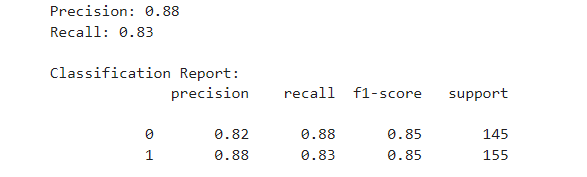 Precision: 0.88
Recall: 0.83
Classification Report:
precision recall f1-score support
0 0.82 0.88 0.85 145
1 0.88 0.83 0.85 155